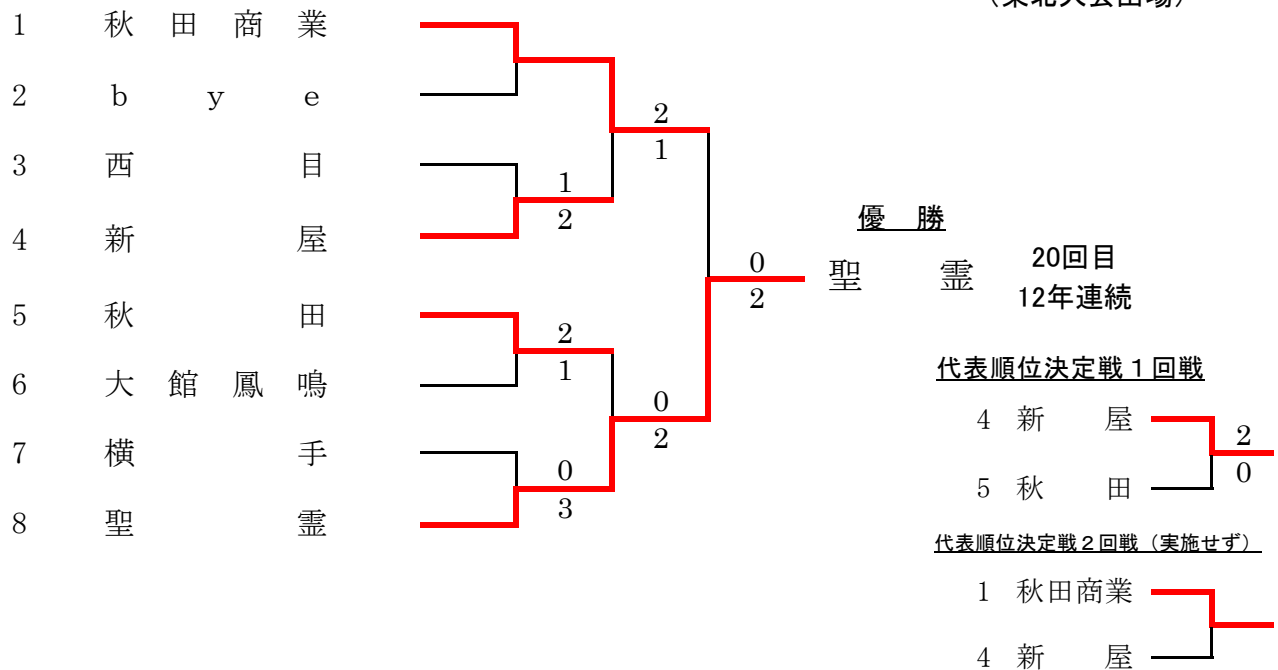 1 秋田商業
2 bye
2
1
3 西目
1
2
4 新屋
優勝
聖霊 20回目
12年連続
0
2
5 秋田
2
1
6 大館鳳鳴
0
2
7 横手
0
3
8 聖霊
代表順位決定戦1回戦
4 新屋
2
0
5 秋田
代表順位決定戦2回戦(実施せず)
1 秋田商業
4 新屋